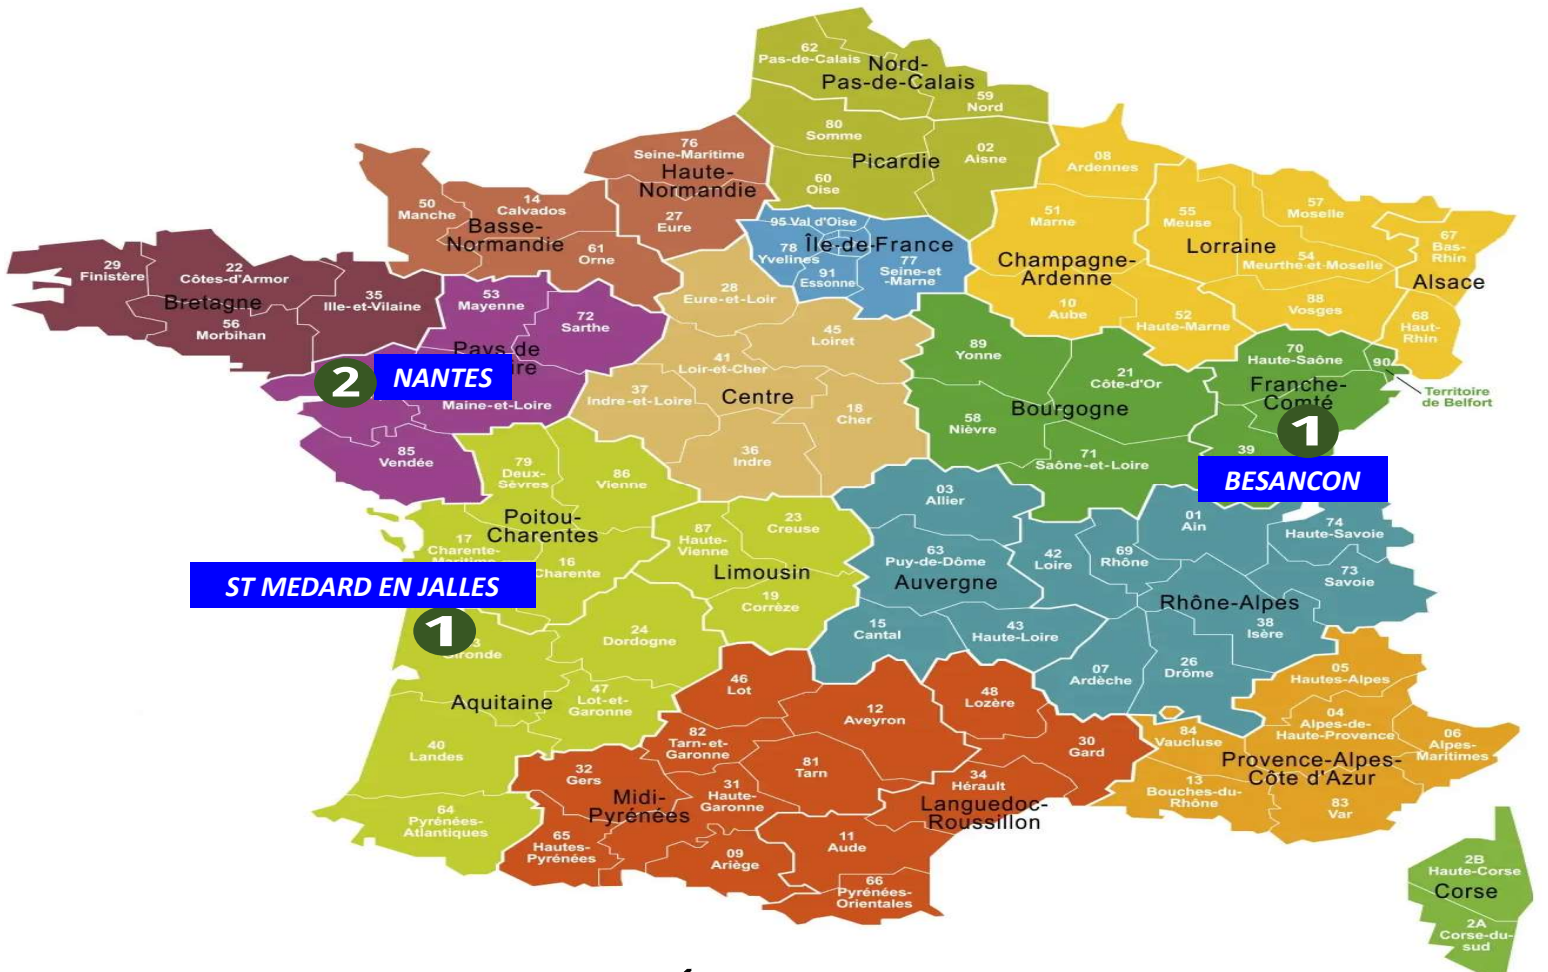 62
Pas-de-Calais
Nord-
Pas-de-Calais
59
Nord
80
Somme
Picardie
02
Aisne
60
Oise
76
Seine-Maritime
Haute-
Normandie
27
Eure
14
Calvados
50
Manche
Basse-
Normandie
61
Orne
08
Ardennes
51
Marne
Champagne-
Ardenne
10
Aube
52
Haute-Marne
55
Meuse
57
Moselle
Lorraine
54
Meurthe-et-Moselle
88
Vosges
67
Bas-
Rhin
Alsace
68
Haut-
Rhin
95 Val d'Oise
78
Yvelines
Île-de-France
91
Essonne
77
Seine-et
-Marne
29
Finistère
22
Côtes-d'Armor
Bretagne
35
Ille-et-Vilaine
56
Morbihan
53
Mayenne
72
Sarthe
Pays de
2
NANTES
Maine-et-Loire
85
Vendée
28
Eure-et-Loir
45
Loiret
41
Loir-et-Cher
37
Indre-et-Loire
Centre
18
Cher
36
Indre
89
Yonne
21
Côte-d'Or
Bourgogne
58
Nièvre
71
Saône-et-Loire
70
Haute-Saône
90
Territoire
de Belfort
Franche-
Comté
1
39
BESANCON
79
Deux-
Sèvres
86
Vienne
Poitou-
Charentes
17
Charente-
16
Charente
87
Haute-
Vienne
23
Creuse
Limousin
19
Corrèze
03
Allier
63
Puy-de-Dôme
Auvergne
15
Cantal
43
Haute-Loire
42
Loire
69
Rhône
01
Ain
74
Haute-Savoie
73
Savoie
Rhône-Alpes
38
Isère
07
Ardèche
26
Drôme
ST MEDARD EN JALLES
1
24
Dordogne
Aquitaine
47
Lot-et-
Garonne
40
Landes
64
Pyrénées-
Atlantiques
46
Lot
12
Aveyron
82
Tarn-et-
Garonne
32
Gers
81
Tarn
31
Haute-
Garonne
Midi-
Pyrénées
65
Hautes-
Pyrénées
09
Ariège
48
Lozère
30
Gard
34
Hérault
Languedoc-
Roussillon
11
Aude
66
Pyrénées-
Orientales
05
Hautes-Alpes
04
Alpes-de-
Haute-Provence
06
Alpes-
Maritimes
84
Vaucluse
Provence-Alpes-
Côte d'Azur
13
Bouches-du-
Rhône
83
Var
2B
Haute-Corse
Corse
2A
Corse-du-
sud